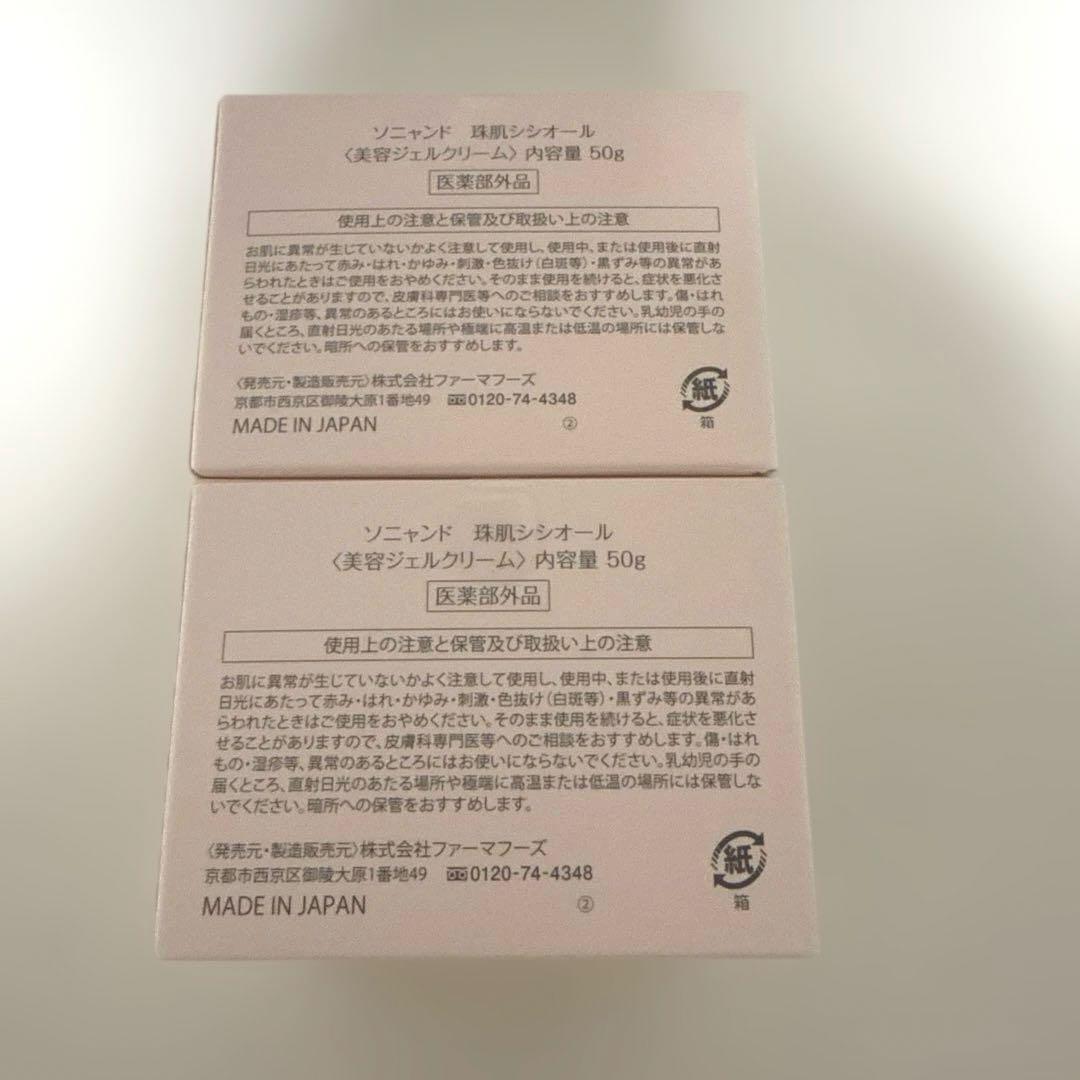 ソニャンド　珠肌シシオール
〈美容ジェルクリーム〉内容量 50g
医薬部外品
使用上の注意と保管及び取扱い上の注意
お肌に異常が生じていないかよく注意して使用し、使用中、または使用後に直射
日光にあたって赤み・はれ・かゆみ・刺激・色抜け（白斑等）・黒ずみ等の異常があ
らわれたときはご使用をおやめください。そのまま使用を続けると、症状を悪化さ
せることがありますので、皮膚科専門医等へのご相談をおすすめします。傷・はれ
もの・湿疹等、異常のあるところにはお使いにならないでください。乳幼児の手の
届くところ、直射日光のあたる場所や極端に高温または低温の場所には保管しな
いでください。暗所への保管をおすすめします。
〈発売元・製造販売元〉株式会社ファーマフーズ
京都市西京区御陵大原1番地49　0120-74-4348
MADE IN JAPAN ②
紙
箱
ソニャンド　珠肌シシオール
〈美容ジェルクリーム〉内容量 50g
医薬部外品
使用上の注意と保管及び取扱い上の注意
お肌に異常が生じていないかよく注意して使用し、使用中、または使用後に直射
日光にあたって赤み・はれ・かゆみ・刺激・色抜け（白斑等）・黒ずみ等の異常があ
らわれたときはご使用をおやめください。そのまま使用を続けると、症状を悪化さ
せることがありますので、皮膚科専門医等へのご相談をおすすめします。傷・はれ
もの・湿疹等、異常のあるところにはお使いにならないでください。乳幼児の手の
届くところ、直射日光のあたる場所や極端に高温または低温の場所には保管しな
いでください。暗所への保管をおすすめします。
〈発売元・製造販売元〉株式会社ファーマフーズ
京都市西京区御陵大原1番地49　0120-74-4348
MADE IN JAPAN ②
紙
箱